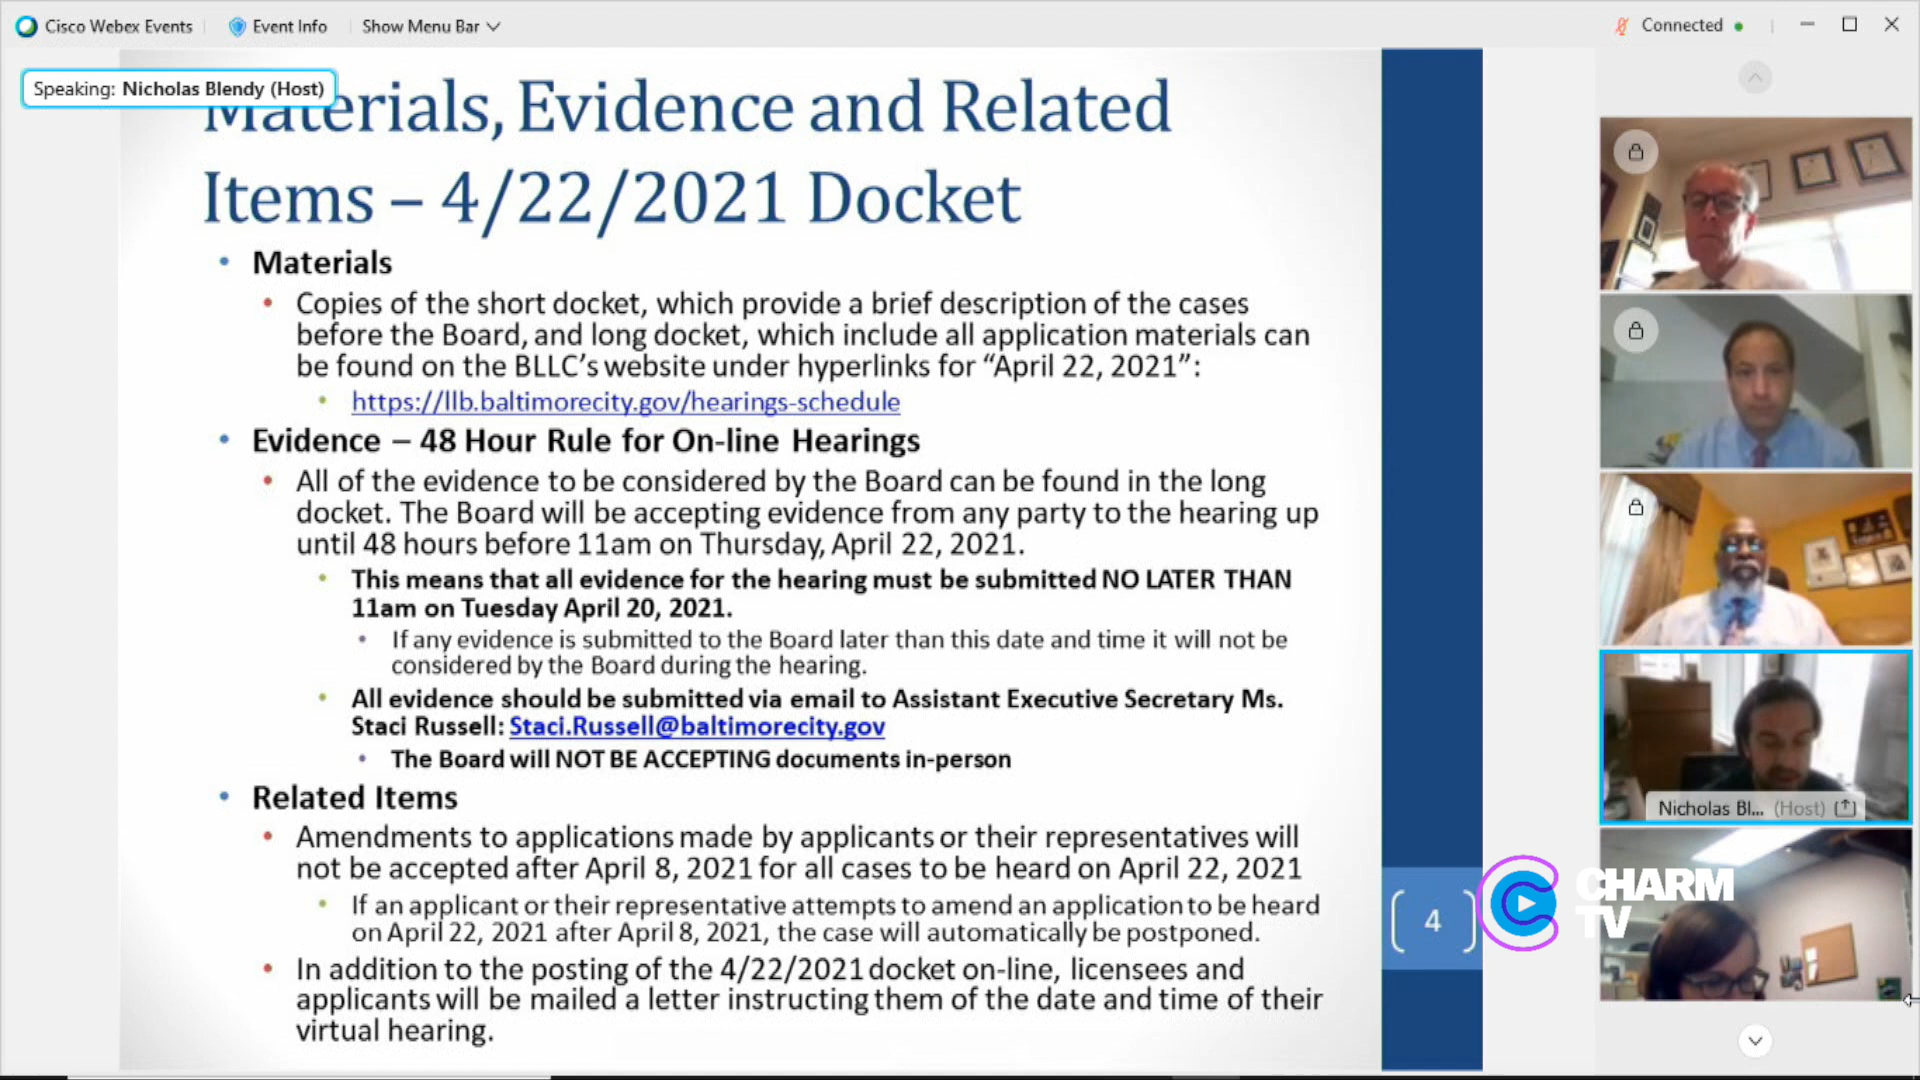 Cisco Webex Events
Event Info
Show Menu Bar
Connected
Speaking: Nicholas Blendy (Host)
Materials, Evidence and Related
Items – 4/22/2021 Docket
• Materials
• Copies of the short docket, which provide a brief description of the cases
before the Board, and long docket, which include all application materials can
be found on the BLLC's website under hyperlinks for “April 22, 2021”:
• https://llb.baltimorecity.gov/hearings-schedule
• Evidence – 48 Hour Rule for On-line Hearings
• All of the evidence to be considered by the Board can be found in the long
docket. The Board will be accepting evidence from any party to the hearing up
until 48 hours before 11am on Thursday, April 22, 2021.
• This means that all evidence for the hearing must be submitted NO LATER THAN
11am on Tuesday April 20, 2021.
• If any evidence is submitted to the Board later than this date and time it will not be
considered by the Board during the hearing.
• All evidence should be submitted via email to Assistant Executive Secretary Ms.
Staci Russell: Staci.Russell@baltimorecity.gov
• The Board will NOT BE ACCEPTING documents in-person
• Related Items
• Amendments to applications made by applicants or their representatives will
not be accepted after April 8, 2021 for all cases to be heard on April 22, 2021
• If an applicant or their representative attempts to amend an application to be heard
on April 22, 2021 after April 8, 2021, the case will automatically be postponed.
• In addition to the posting of the 4/22/2021 docket on-line, licensees and
applicants will be mailed a letter instructing them of the date and time of their
virtual hearing.
4
Nicholas Bl... (Host)
CHARM
TV